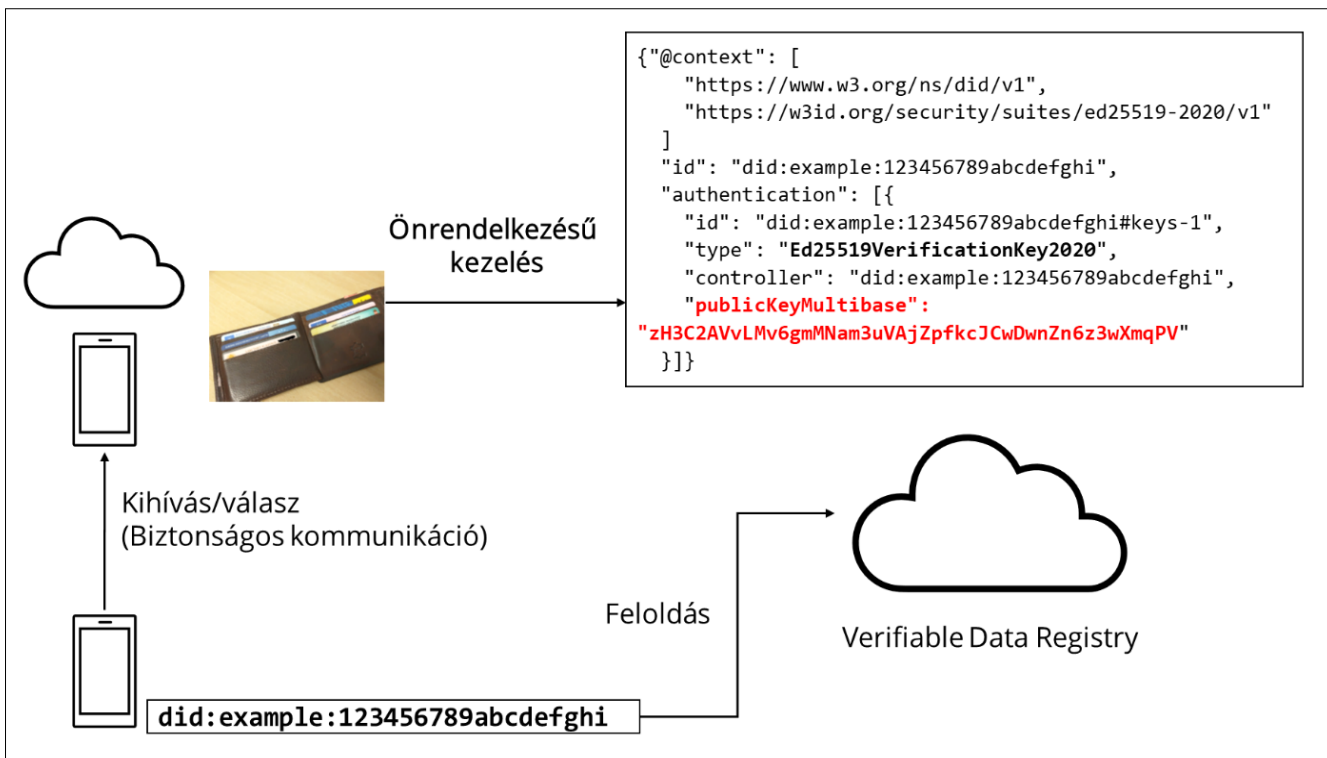 {"@context": [
"https://www.w3.org/ns/did/v1",
"https://w3id.org/security/suites/ed25519-2020/v1"
]
"id": "did:example:123456789abcdefghi",
"authentication": [{
"id": "did:example:123456789abcdefghi#keys-1",
"type": "Ed25519VerificationKey2020",
"controller": "did:example:123456789abcdefghi",
"publicKeyMultibase":
"zH3C2AVvLMv6gmMNam3uVAjZpfkcJCwDwnZn6z3wXmqPV"
}]}
Önrendelkezésű
kezelés
Kihívás/válasz
(Biztonságos kommunikáció)
Feloldás
Verifiable Data Registry
did:example:123456789abcdefghi